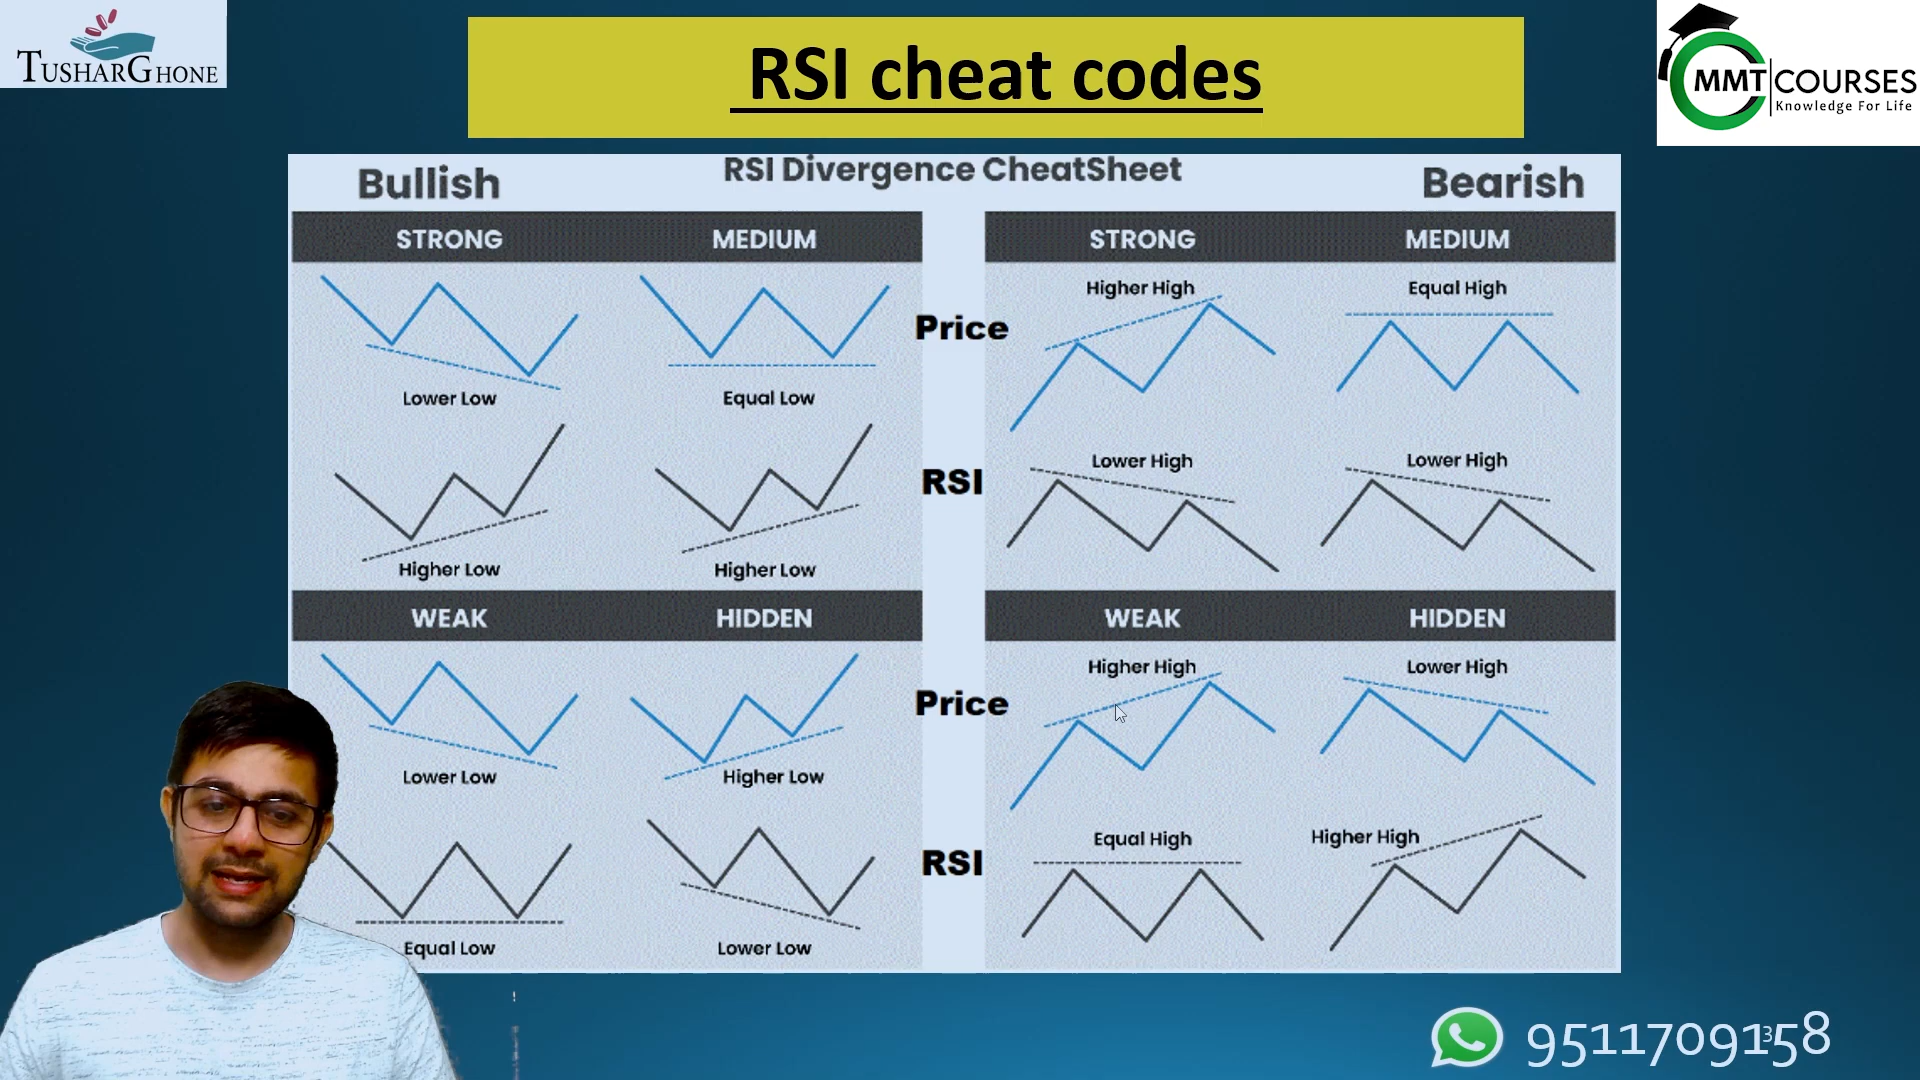 TUSHARGHONE
RSI cheat codes
MMT COURSES
Knowledge For Life
RSI Divergence CheatSheet
Bullish
Bearish
STRONG MEDIUM
STRONG MEDIUM
Higher High Equal High
Price
Lower Low Equal Low
Lower High Lower High
RSI
Higher Low Higher Low
WEAK HIDDEN
WEAK HIDDEN
Higher High Lower High
Price
Lower Low Higher Low
Equal High Higher High
RSI
Equal Low Lower Low
9511709158
3